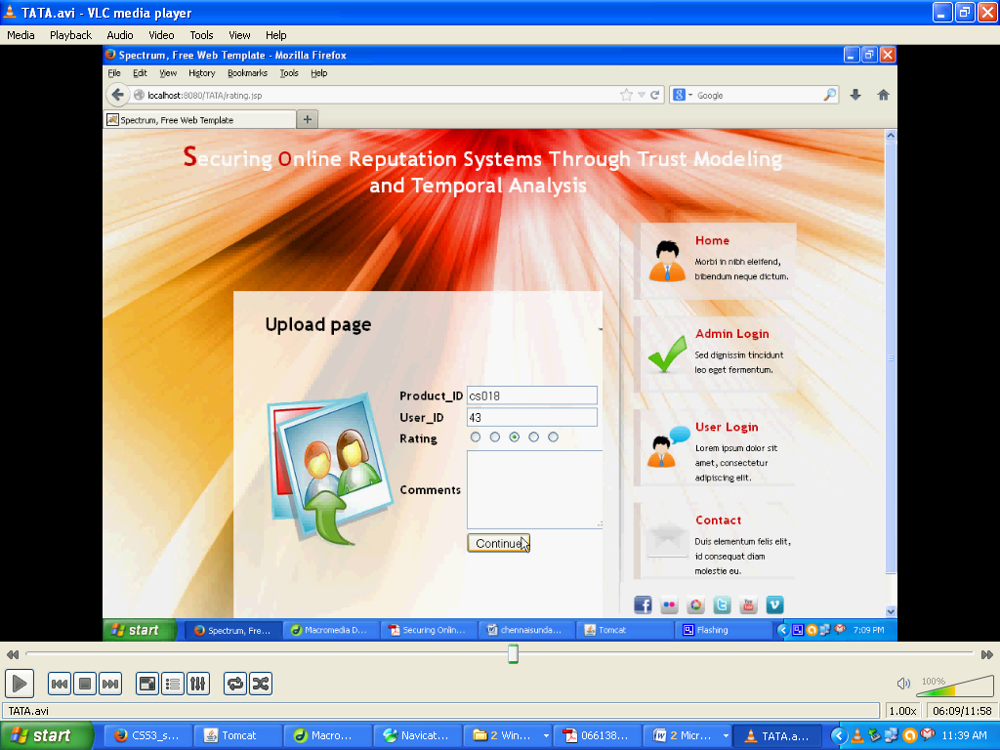 TATA.avi - VLC media player
Media Playback Audio Video Tools View Help
Spectrum, Free Web Template - Mozilla Firefox
File Edit View History Bookmarks Tools Help
localhost:8080/TATA/rating.jsp
Google
Spectrum, Free Web Template
Securing Online Reputation Systems Through Trust Modeling
and Temporal Analysis
Home
Morbi in nibh eleifend,
bibendum neque dictum.
Upload page
Admin Login
Sed dignissim tincidunt
leo eget fermentum.
Product_ID cs018
User_ID 43
Rating
Comments
Continue
User Login
Lorem ipsum dolor sit
amet, consectetur
adipiscing elit.
Contact
Duis elementum felis elit,
id consequat diam
molestie eu.
start Spectrum, Fre... Macromedia D... Securing Onlin... chennaisunda... Tomcat Flashing 7:09 PM
100%
TATA.avi 1.00x 06:09/11:58
start CSS3_s... Tomcat Macro... Navicat... 2 Win... 066138... 2 Micr... TATA.a... 11:39 AM